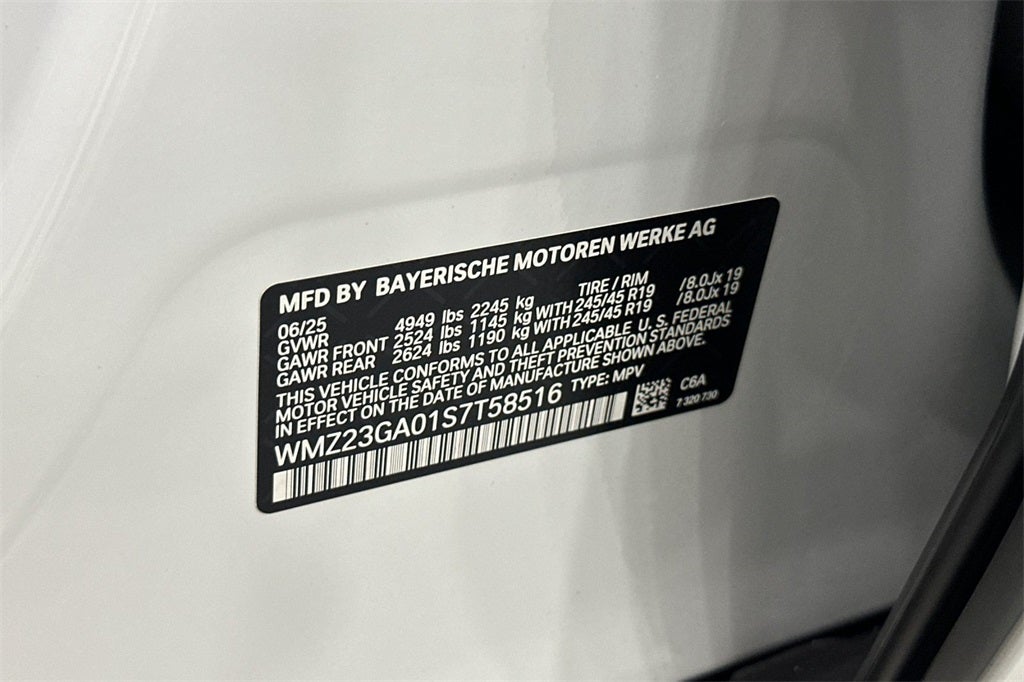 MFD BY BAYERISCHE MOTOREN WERKE AG
06/25 TIRE / RIM
GVWR 4949 lbs 2245 kg
GAWR FRONT 2524 lbs 1145 kg WITH 245/45 R19 /8.0Jx 19
GAWR REAR 2624 lbs 1190 kg WITH 245/45 R19 /8.0Jx 19
THIS VEHICLE CONFORMS TO ALL APPLICABLE U. S. FEDERAL
MOTOR VEHICLE SAFETY AND THEFT PREVENTION STANDARDS
IN EFFECT ON THE DATE OF MANUFACTURE SHOWN ABOVE.
WMZ23GA01S7T58516 TYPE: MPV
C6A
7 320 730